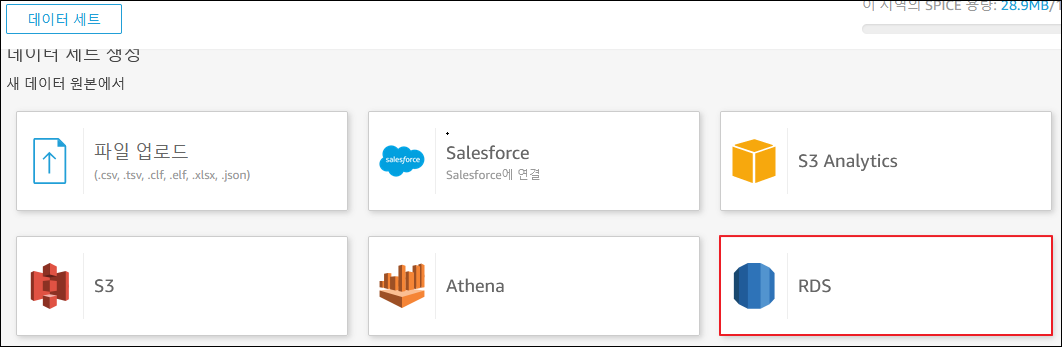 데이터 세트
이 지역의 SPICE 용량: 28.9MB/1
데이터 세트 생성
새 데이터 원본에서
파일 업로드
(.csv, .tsv, .clf, .elf, .xlsx, .json)
salesforce
Salesforce
Salesforce에 연결
S3 Analytics
S3
Athena
RDS